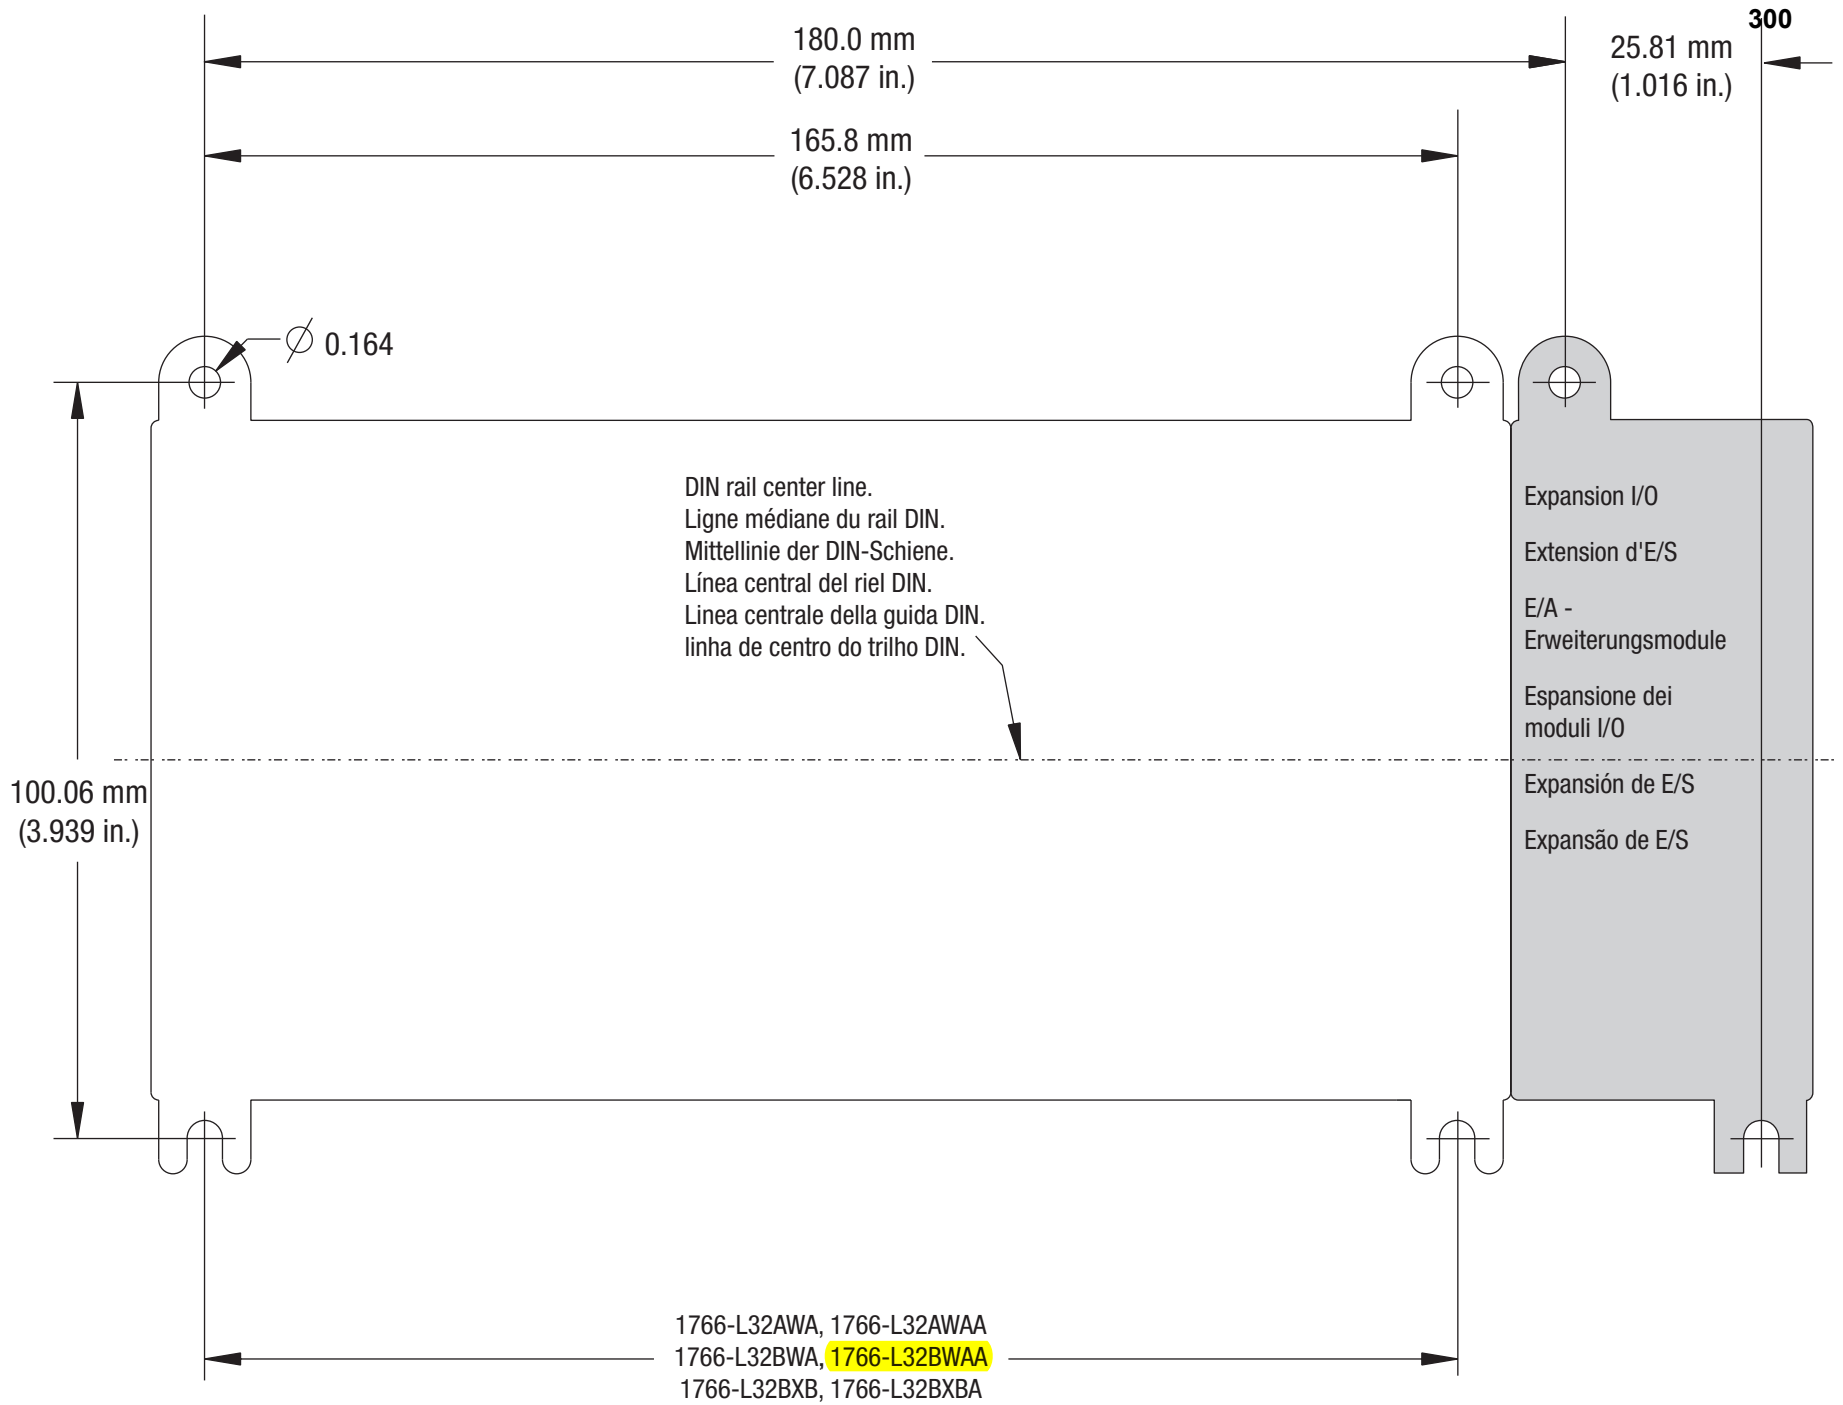 300
180.0 mm
(7.087 in.)
25.81 mm
(1.016 in.)
165.8 mm
(6.528 in.)
0.164
DIN rail center line.
Ligne médiane du rail DIN.
Mittellinie der DIN-Schiene.
Línea central del riel DIN.
Linea centrale della guida DIN.
linha de centro do trilho DIN.
Expansion I/O
Extension d'E/S
E/A -
Erweiterungsmodule
Espansione dei
moduli I/O
Expansión de E/S
Expansão de E/S
100.06 mm
(3.939 in.)
1766-L32AWA, 1766-L32AWAA
1766-L32BWA, 1766-L32BWAA
1766-L32BXB, 1766-L32BXBA